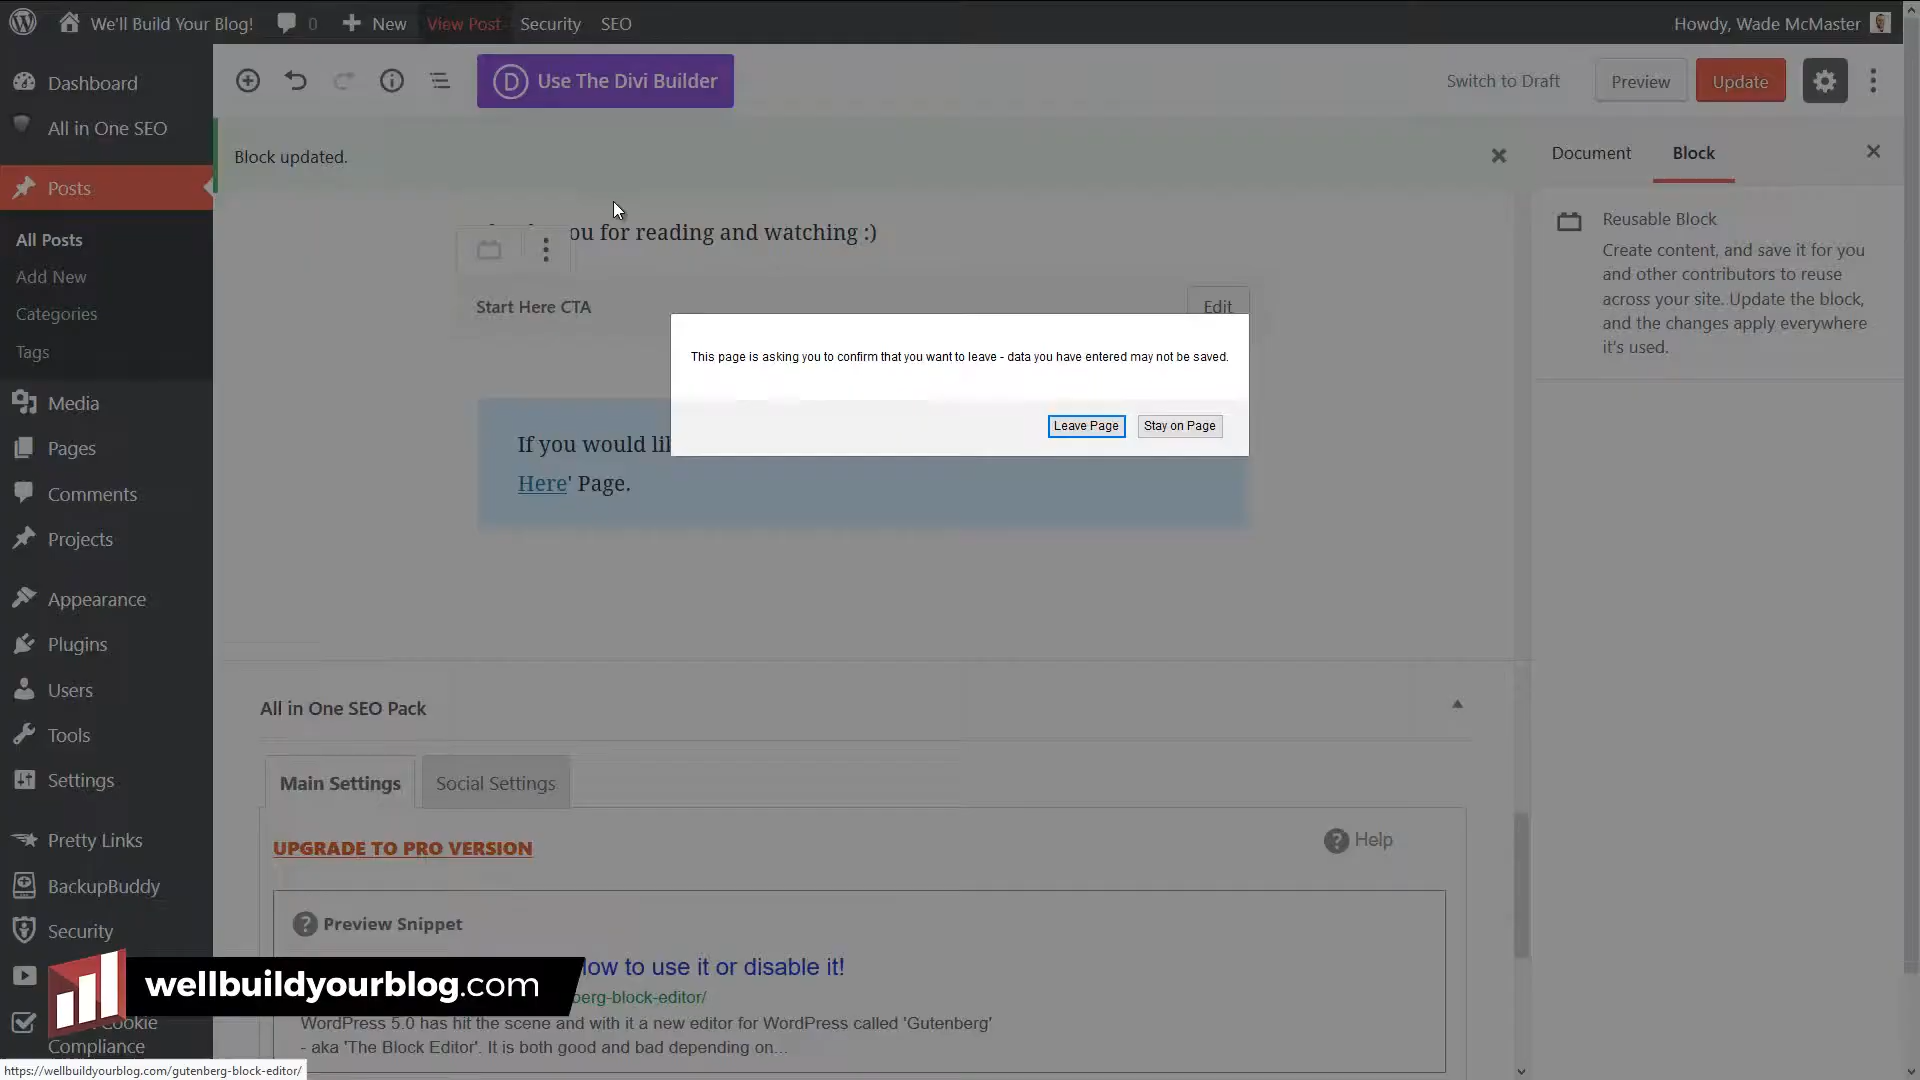 We'll Build Your Blog!
0
New
View Post
Security
SEO
Howdy, Wade McMaster
Dashboard
All in One SEO
Posts
All Posts
Add New
Categories
Tags
Media
Pages
Comments
Projects
Appearance
Plugins
Users
Tools
Settings
Pretty Links
BackupBuddy
Security
Cookie
Compliance
D Use The Divi Builder
Switch to Draft
Preview
Update
Block updated.
Document
Block
Reusable Block
Create content, and save it for you
and other contributors to reuse
across your site. Update the block,
and the changes apply everywhere
it's used.
ou for reading and watching :)
Start Here CTA
Edit
This page is asking you to confirm that you want to leave - data you have entered may not be saved.
Leave Page
Stay on Page
If you would lik
Here' Page.
All in One SEO Pack
Main Settings
Social Settings
UPGRADE TO PRO VERSION
Help
Preview Snippet
How to use it or disable it!
berg-block-editor/
WordPress 5.0 has hit the scene and with it a new editor for WordPress called 'Gutenberg'
- aka 'The Block Editor'. It is both good and bad depending on...
wellbuildyourblog.com
https://wellbuildyourblog.com/gutenberg-block-editor/